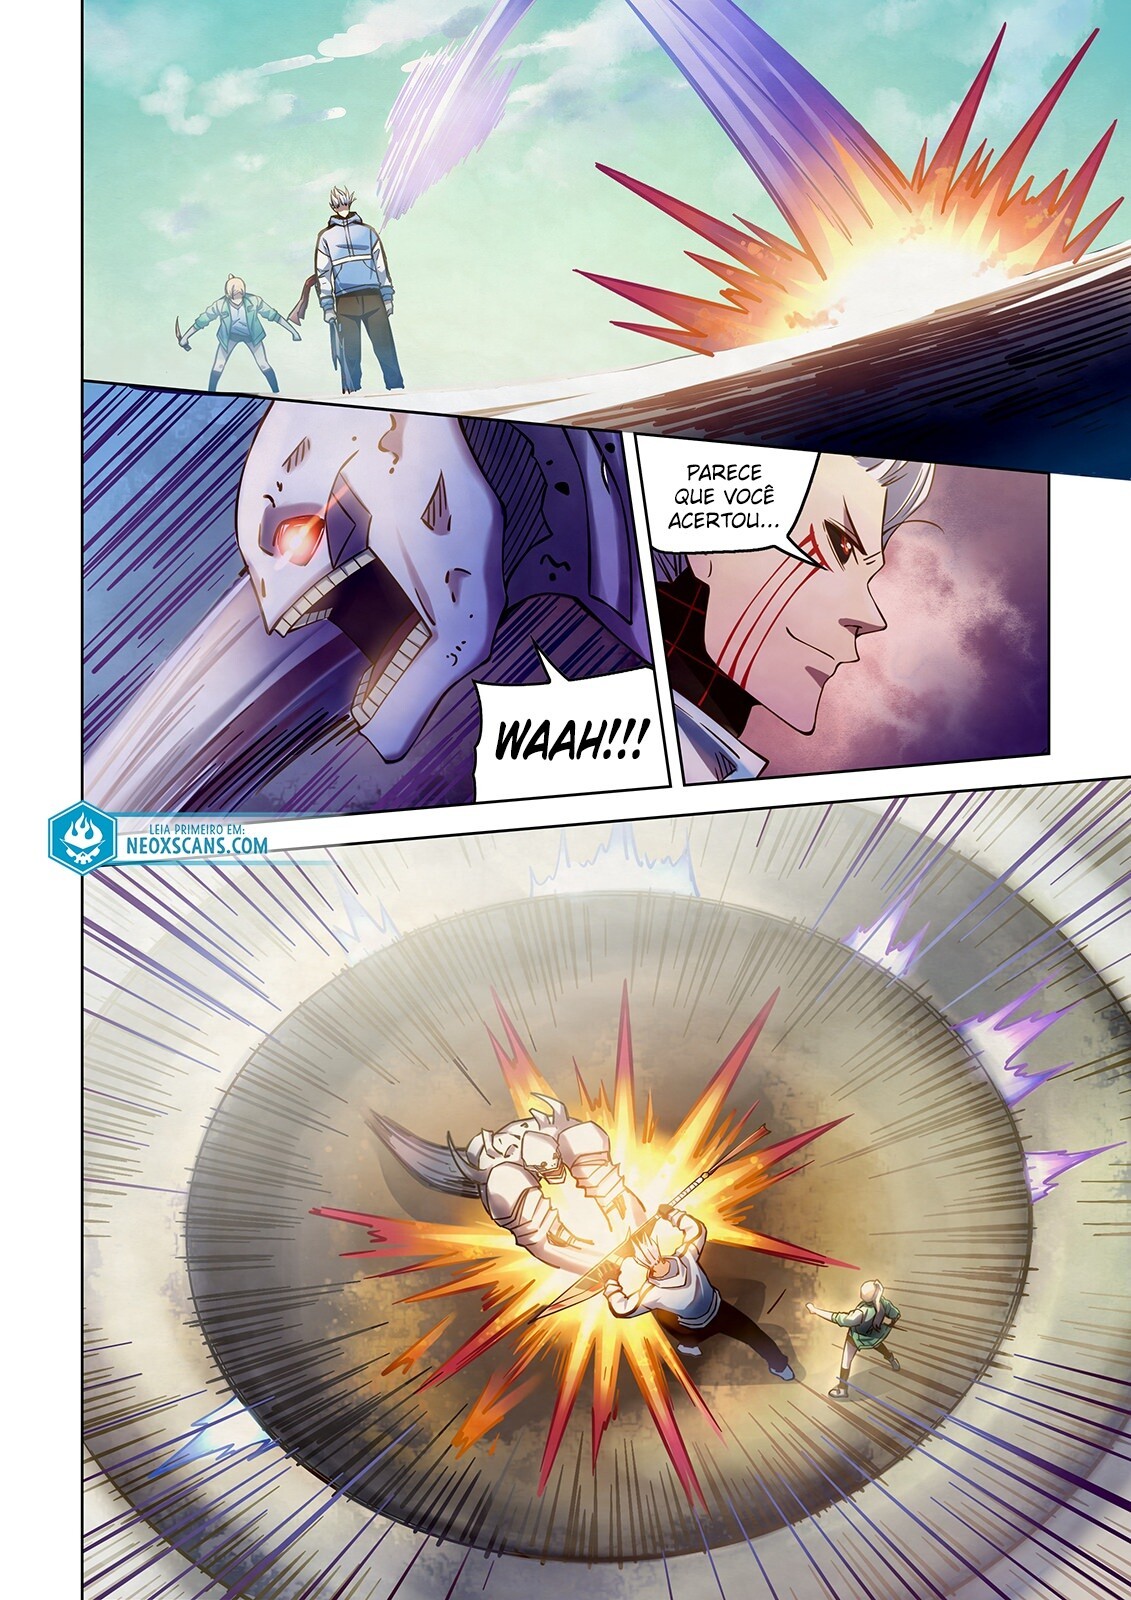 PARECE
QUE VOCÊ
ACERTOU...
WAAH!!!
LEIA PRIMEIRO EM:
NEOXSCANS.COM